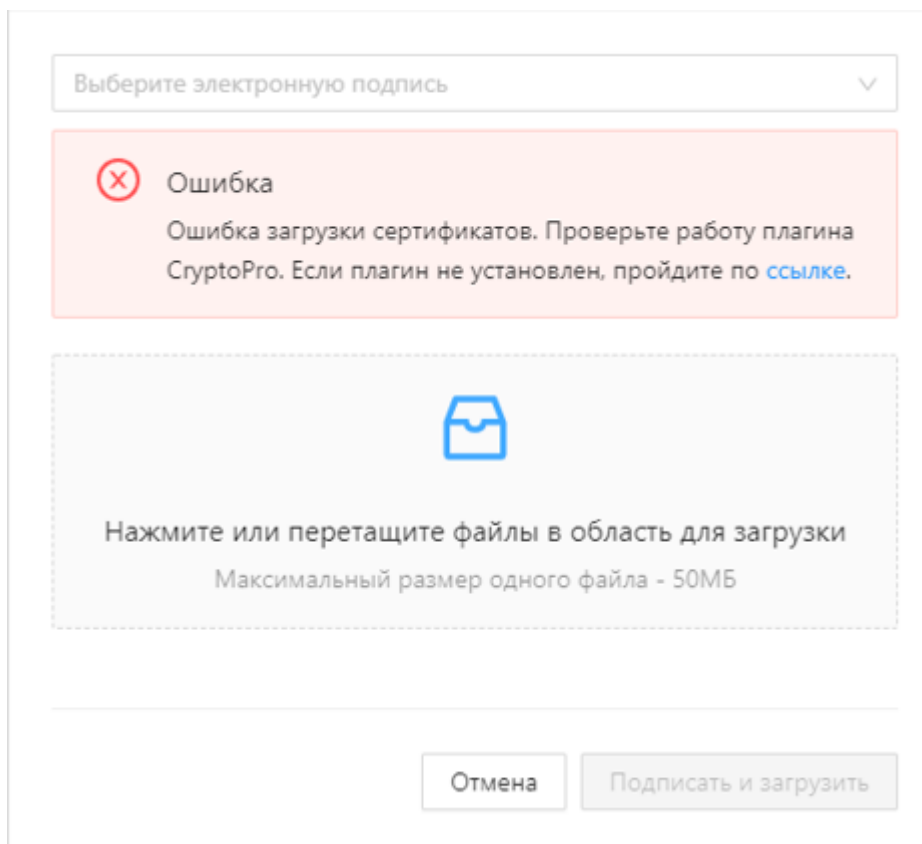 Выберите электронную подпись
Ошибка
Ошибка загрузки сертификатов. Проверьте работу плагина
CryptoPro. Если плагин не установлен, пройдите по ссылке.
Нажмите или перетащите файлы в область для загрузки
Максимальный размер одного файла - 50МБ
Отмена
Подписать и загрузить